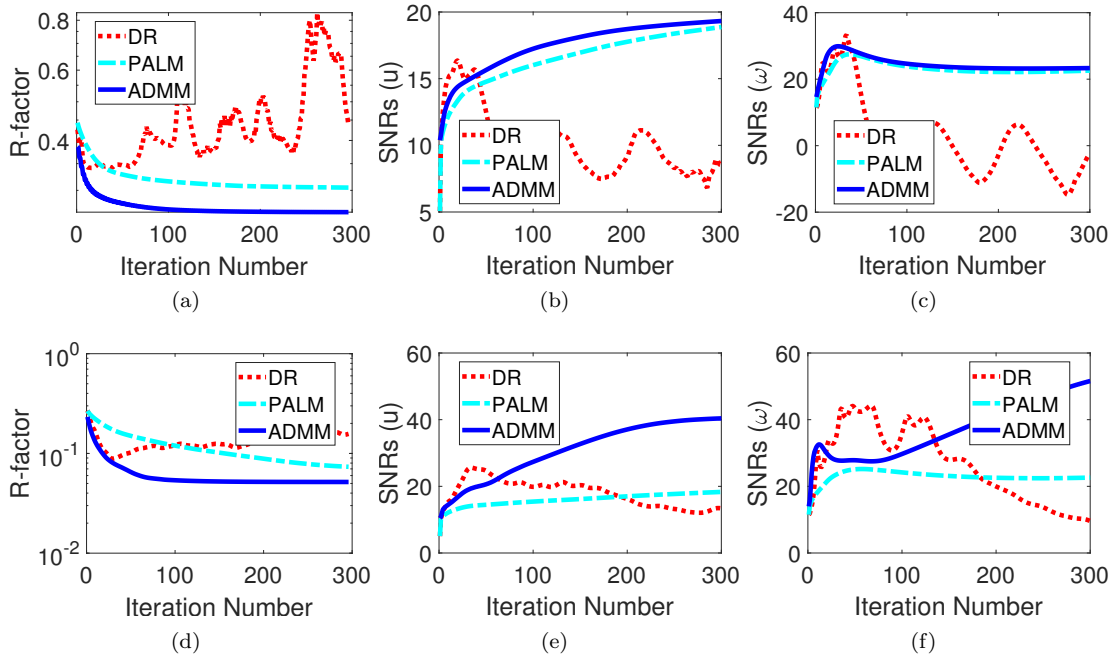 0.8
0.6
0.4
R-factor
DR
PALM
ADMM
0 100 200 300
Iteration Number
(a)
20
15
10
5
SNRs (u)
DR
PALM
ADMM
0 100 200 300
Iteration Number
(b)
40
20
0
-20
SNRs (ω)
DR
PALM
ADMM
0 100 200 300
Iteration Number
(c)
10^0
10^-1
10^-2
R-factor
DR
PALM
ADMM
0 100 200 300
Iteration Number
(d)
60
40
20
0
SNRs (u)
DR
PALM
ADMM
0 100 200 300
Iteration Number
(e)
60
40
20
0
SNRs (ω)
DR
PALM
ADMM
0 100 200 300
Iteration Number
(f)